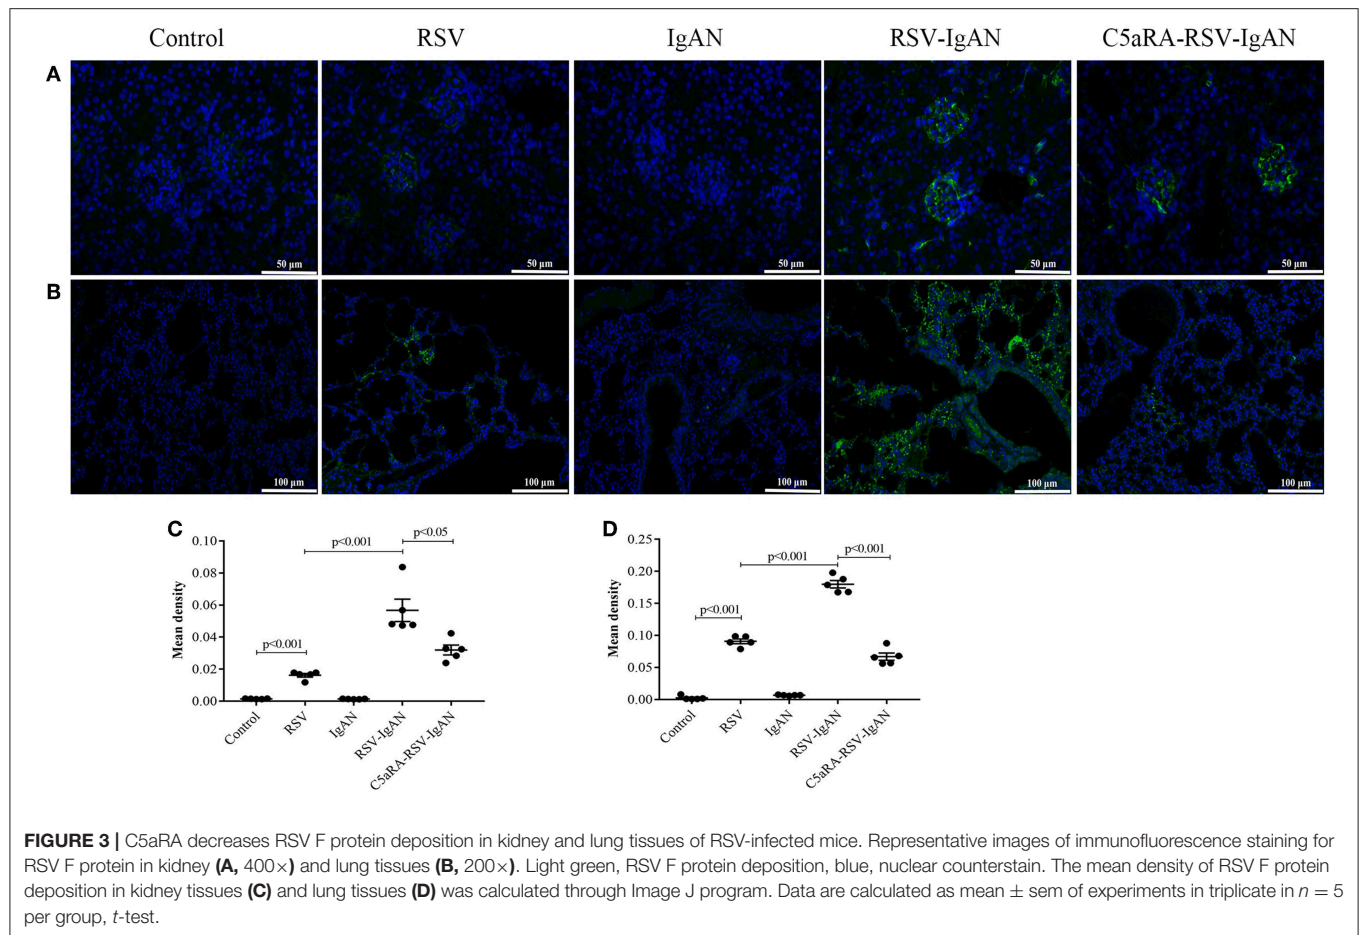 Control RSV IgAN RSV-IgAN C5aRA-RSV-IgAN
A
50 μm 50 μm 50 μm 50 μm 50 μm
B
100 μm 100 μm 100 μm 100 μm 100 μm
C
Mean density
0.10
0.08
0.06
0.04
0.02
0.00
p<0.001
p<0.001
p<0.05
Control RSV IgAN RSV-IgAN C5aRA-RSV-IgAN
D
Mean density
0.25
0.20
0.15
0.10
0.05
0.00
p<0.001
p<0.001
p<0.001
Control RSV IgAN RSV-IgAN C5aRA-RSV-IgAN
FIGURE 3 | C5aRA decreases RSV F protein deposition in kidney and lung tissues of RSV-infected mice. Representative images of immunofluorescence staining for
RSV F protein in kidney (A, 400×) and lung tissues (B, 200×). Light green, RSV F protein deposition, blue, nuclear counterstain. The mean density of RSV F protein
deposition in kidney tissues (C) and lung tissues (D) was calculated through Image J program. Data are calculated as mean ± sem of experiments in triplicate in n = 5
per group, t-test.